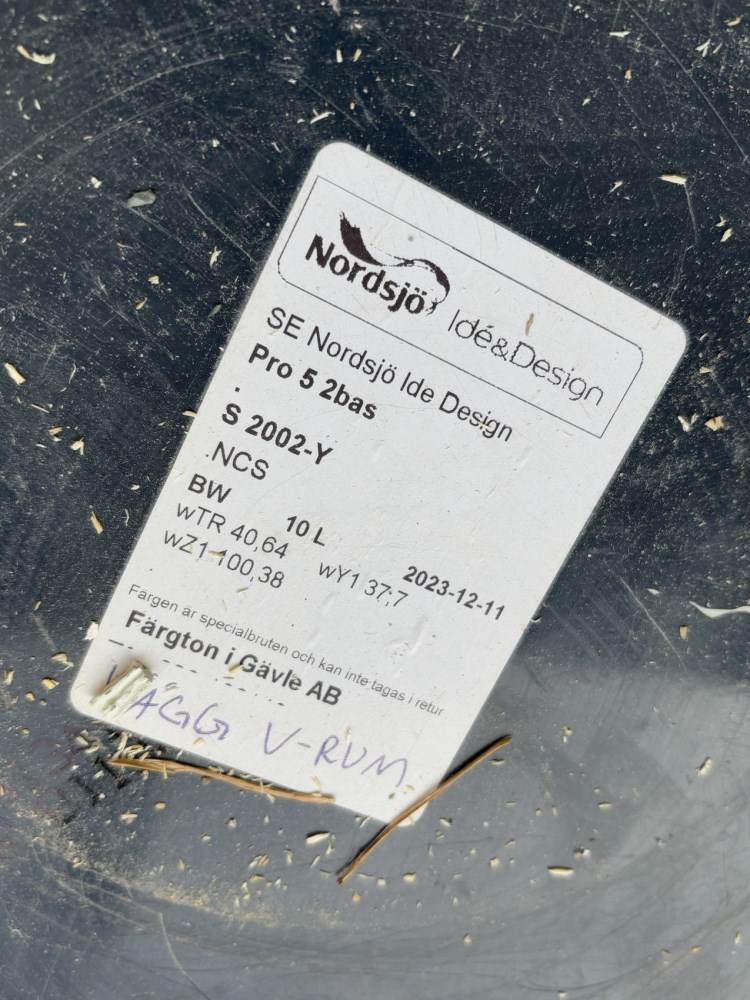 Nordsjö Idé&Design
SE Nordsjö Ide Design
Pro 5 2bas
.
S 2002-Y
.NCS
BW 10 L 2023-12-11
wTR 40,64 wY1 37,7
wZ1 100,38
Färgen är specialbruten och kan inte tagas i retur
Färgton i Gävle AB
VÄGG V-RUM